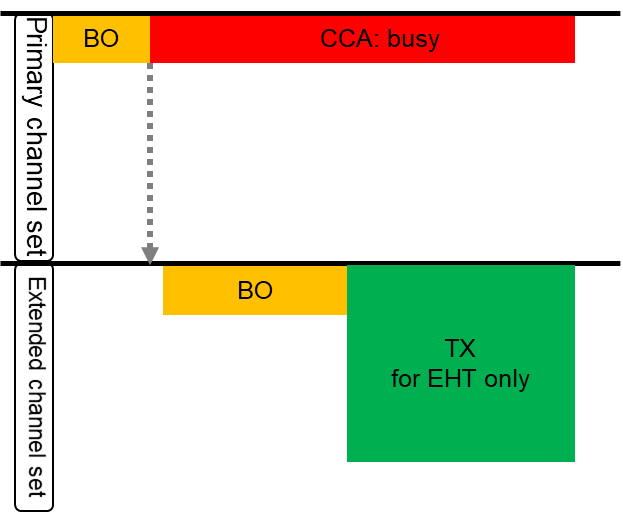 Primary channel set
BO
CCA: busy
Extended channel set
BO
TX
for EHT only